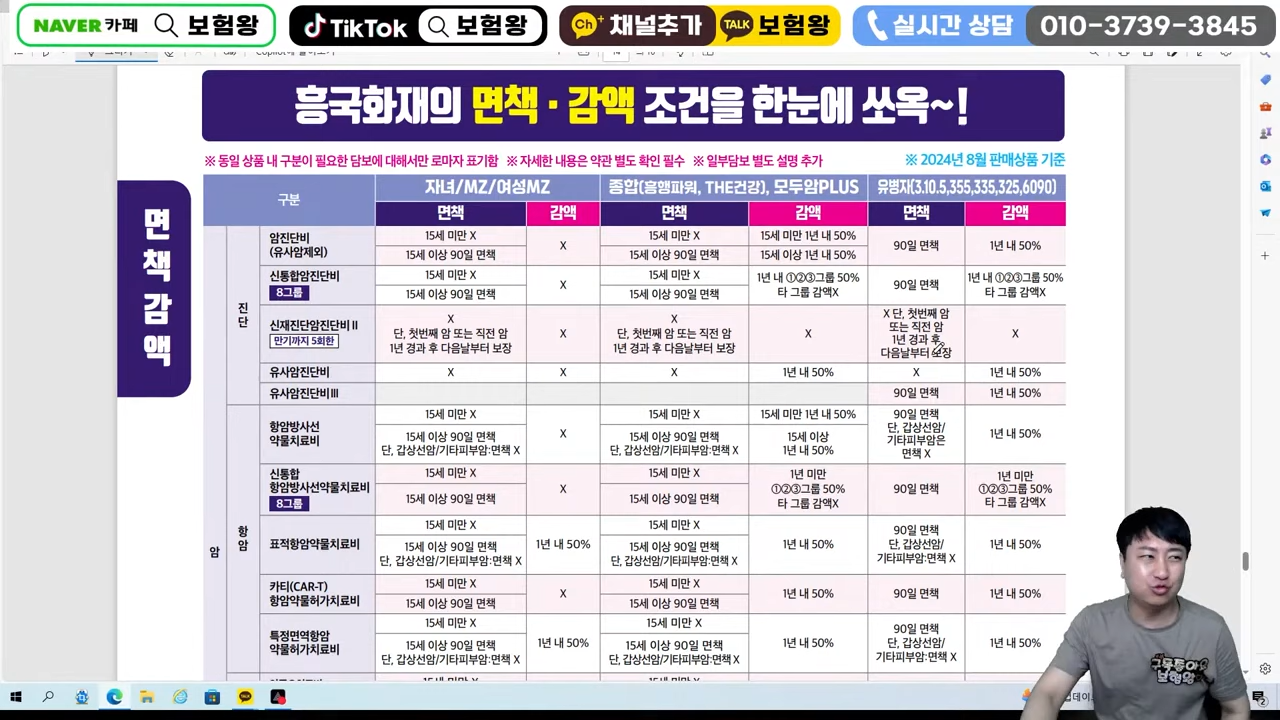 NAVER 카페 보험왕
TikTok 보험왕
Ch+ 채널추가 TALK 보험왕
실시간 상담 010-3739-3845
흥국화재의 면책·감액 조건을 한눈에 쏘옥~!
※ 동일 상품 내 구분이 필요한 담보에 대해서만 로마자 표기함 ※ 자세한 내용은 약관 별도 확인 필수 ※ 일부담보 별도 설명 추가 ※ 2024년 8월 판매상품 기준
면책감액
구분 자녀/MZ/여성MZ 종합(흥행파워, THE건강), 모두암PLUS 유병자(3.10.5,355,335,325,6090)
면책 감액 면책 감액 면책 감액
암
진단
암진단비
(유사암제외)
15세 미만 X
15세 이상 90일 면책
X
15세 미만 X
15세 이상 90일 면책
15세 미만 1년 내 50%
15세 이상 1년 내 50%
90일 면책
1년 내 50%
신통합암진단비
8그룹
15세 미만 X
15세 이상 90일 면책
X
15세 미만 X
15세 이상 90일 면책
1년 내 ①②③그룹 50%
타 그룹 감액X
90일 면책
1년 내 ①②③그룹 50%
타 그룹 감액X
신재진단암진단비Ⅱ
만기까지 5회한
X
단, 첫번째 암 또는 직전 암
1년 경과 후 다음날부터 보장
X
X
단, 첫번째 암 또는 직전 암
1년 경과 후 다음날부터 보장
X
X 단, 첫번째 암
또는 직전 암
1년 경과 후
다음날부터 보장
X
유사암진단비 X X X 1년 내 50% X 1년 내 50%
유사암진단비Ⅲ 90일 면책 1년 내 50%
항암
항암방사선
약물치료비
15세 미만 X
15세 이상 90일 면책
단, 갑상선암/기타피부암:면책 X
X
15세 미만 X
15세 이상 90일 면책
단, 갑상선암/기타피부암:면책 X
15세 미만 1년 내 50%
15세 이상
1년 내 50%
90일 면책
단, 갑상선암/
기타피부암은
면책 X
1년 내 50%
신통합
항암방사선약물치료비
8그룹
15세 미만 X
15세 이상 90일 면책
X
15세 미만 X
15세 이상 90일 면책
1년 미만
①②③그룹 50%
타 그룹 감액X
90일 면책
1년 미만
①②③그룹 50%
타 그룹 감액X
표적항암약물치료비
15세 미만 X
15세 이상 90일 면책
단, 갑상선암/기타피부암:면책 X
1년 내 50%
15세 미만 X
15세 이상 90일 면책
단, 갑상선암/기타피부암:면책 X
1년 내 50%
90일 면책
단, 갑상선암/
기타피부암:면책 X
1년 내 50%
카티(CAR-T)
항암약물허가치료비
15세 미만 X
15세 이상 90일 면책
X
15세 미만 X
15세 이상 90일 면책
1년 내 50%
90일 면책
1년 내 50%
특정면역항암
약물허가치료비
15세 미만 X
15세 이상 90일 면책
단, 갑상선암/기타피부암:면책 X
1년 내 50%
15세 미만 X
15세 이상 90일 면책
단, 갑상선암/기타피부암:면책 X
1년 내 50%
90일 면책
단, 갑상선암/
기타피부암:면책 X
1년 내 50%
보험왕
TALK